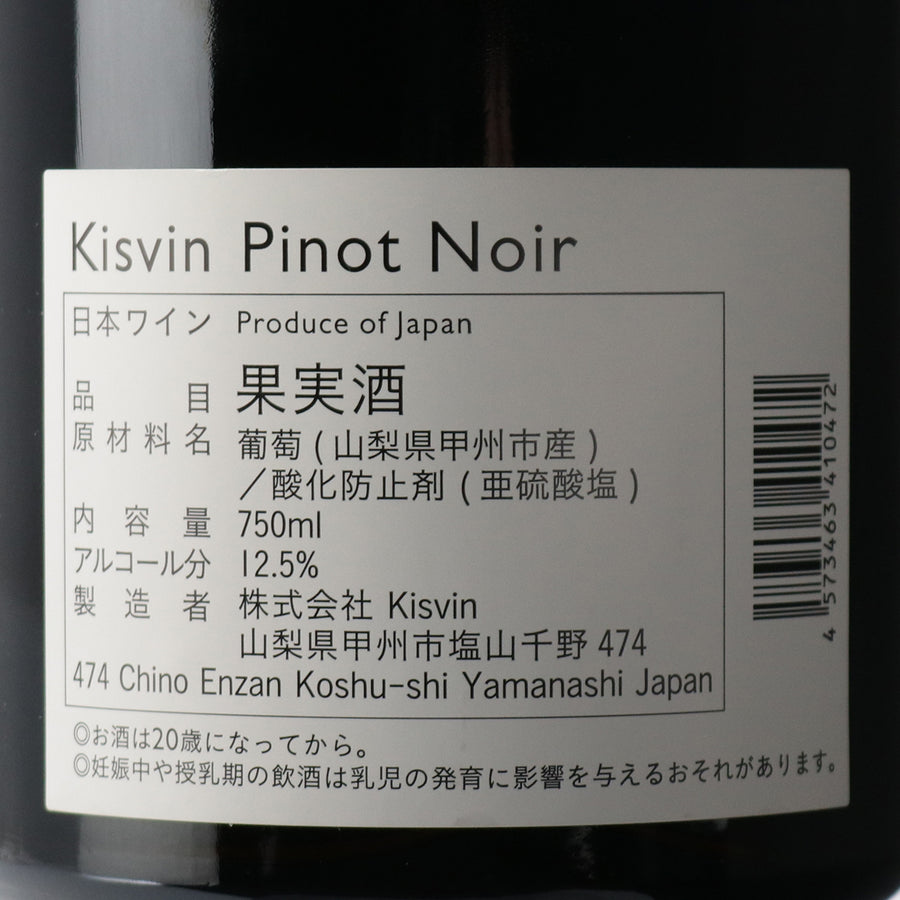 Kisvin Pinot Noir
日本ワイン Produce of Japan
品目 果実酒
原材料名 葡萄(山梨県甲州市産)
／酸化防止剤(亜硫酸塩)
内容量 750ml
アルコール分 12.5%
製造者 株式会社 Kisvin
山梨県甲州市塩山千野 474
474 Chino Enzan Koshu-shi Yamanashi Japan
◎お酒は20歳になってから。
◎妊娠中や授乳期の飲酒は乳児の発育に影響を与えるおそれがあります。
4 573463 410472